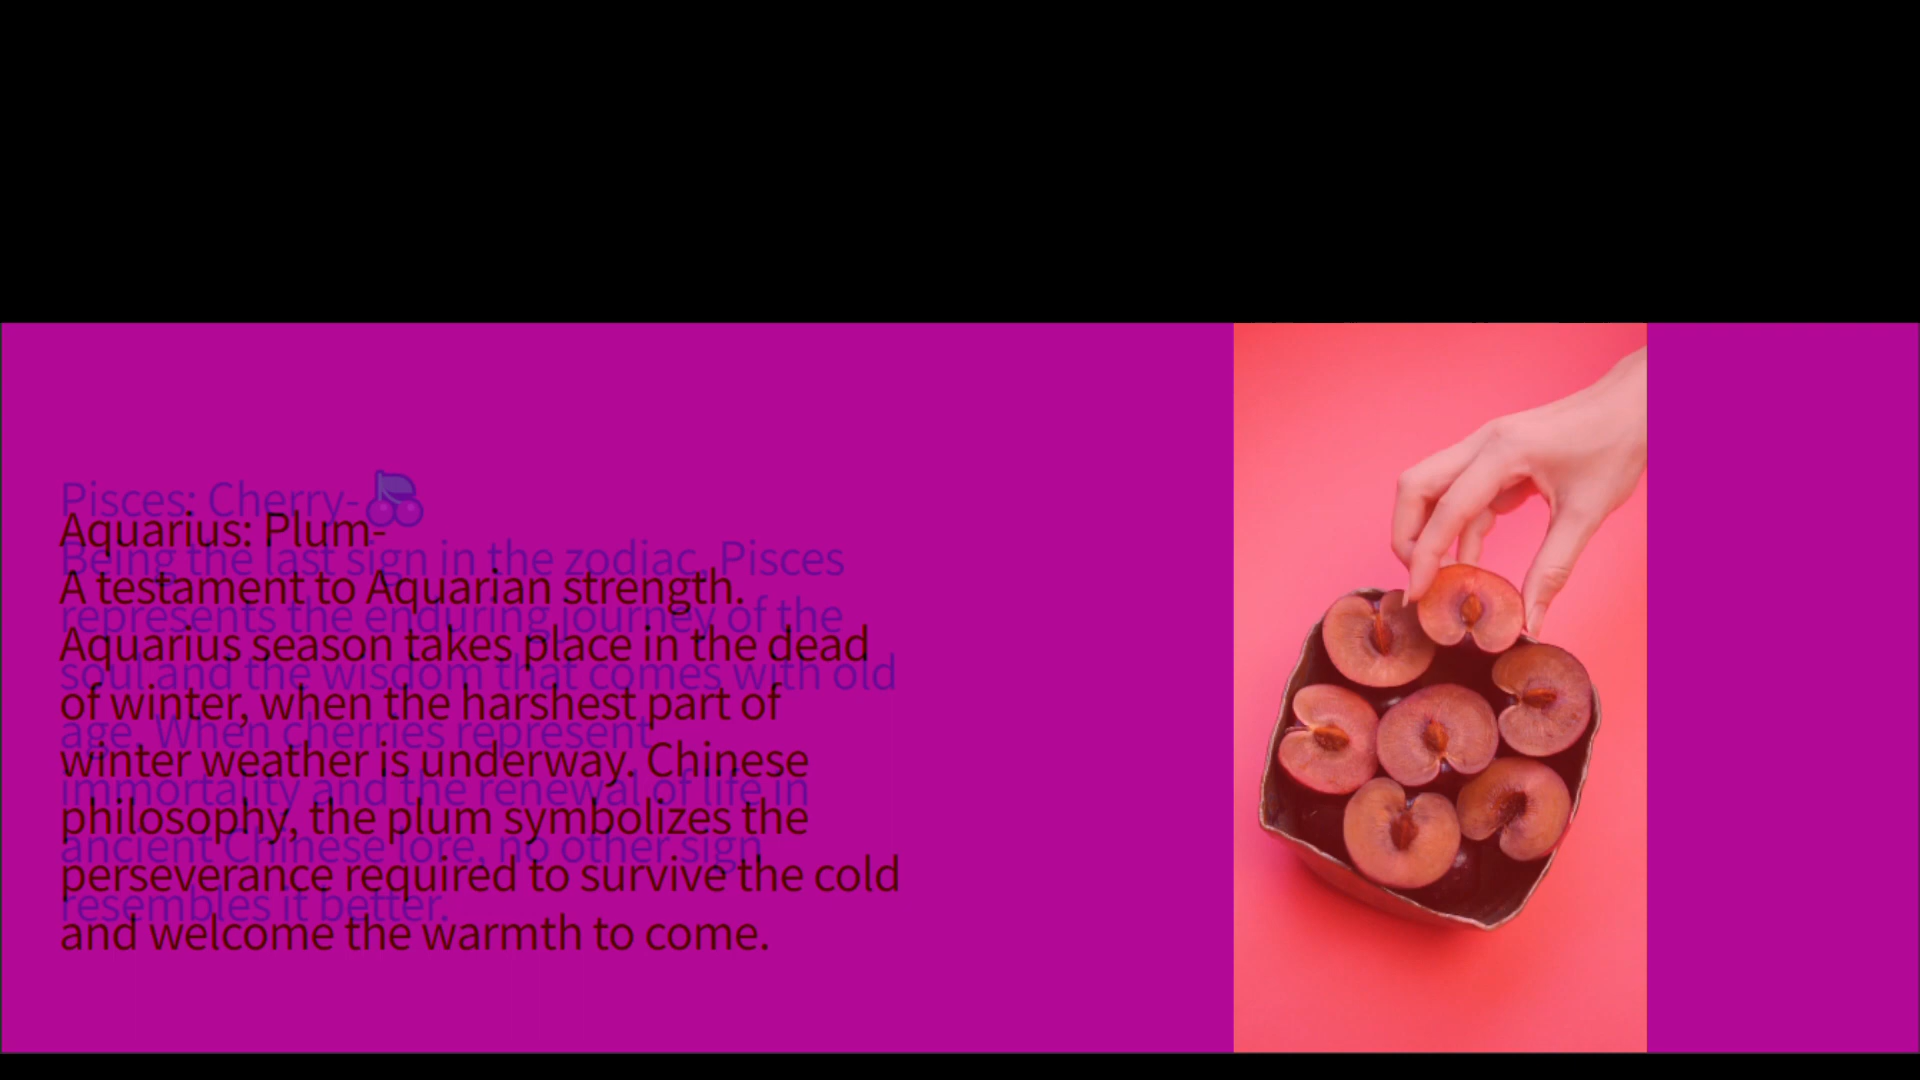 Pisces: Cherry-🍒
Being the last sign in the zodiac, Pisces
represents the enduring journey of the
soul and the wisdom that comes with old
age. When cherries represent
immortality and the renewal of life in
ancient Chinese lore, no other sign
resembles it better.
Aquarius: Plum-
A testament to Aquarian strength.
Aquarius season takes place in the dead
of winter, when the harshest part of
winter weather is underway. Chinese
philosophy, the plum symbolizes the
perseverance required to survive the cold
and welcome the warmth to come.